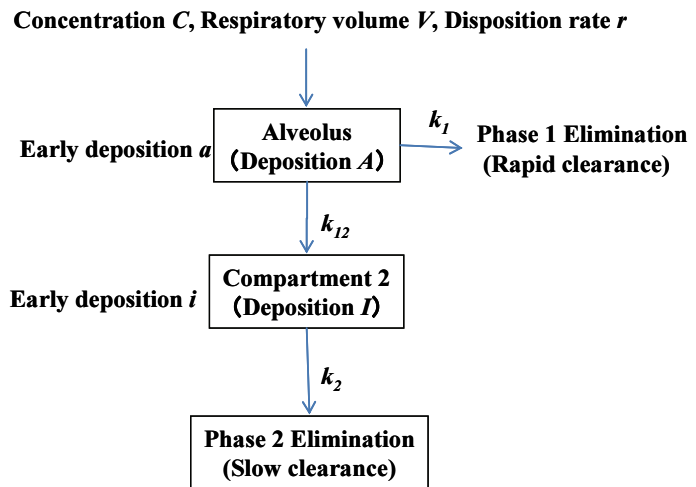 Concentration C, Respiratory volume V, Disposition rate r
Alveolus
（Deposition A）
Early deposition a
k1
Phase 1 Elimination
(Rapid clearance)
k12
Compartment 2
（Deposition I）
Early deposition i
k2
Phase 2 Elimination
(Slow clearance)